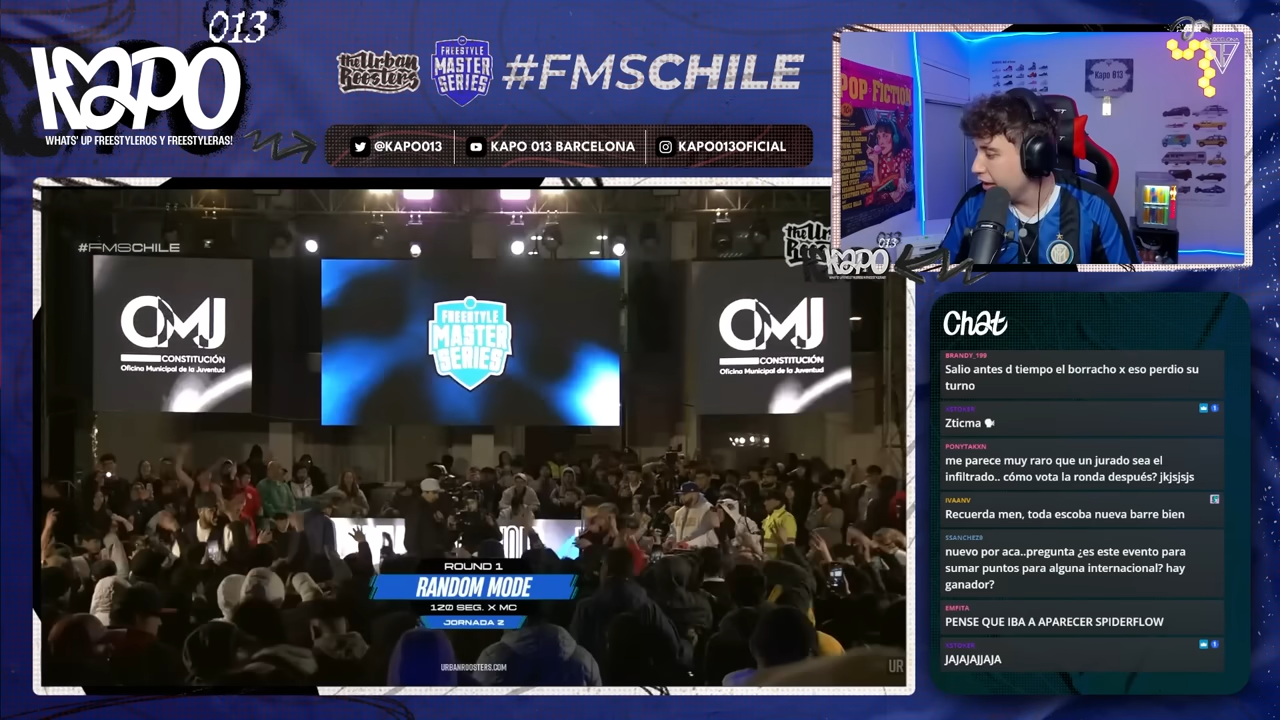 013
KAPO
WHATS' UP FREESTYLEROS Y FREESTYLERAS!
the Urban Roosters
FREESTYLE
MASTER
SERIES
#FMSCHILE
@KAPO013
KAPO 013 BARCELONA
KAPO013OFICIAL
POP FICTION
Kapo 013
#FMSCHILE
OMJ
CONSTITUCIÓN
Oficina Municipal de la Juventud
FREESTYLE
MASTER
SERIES
OMJ
CONSTITUCIÓN
Oficina Municipal de la Juventud
013
KAPO
ROUND 1
RANDOM MODE
120 SEG. X MC
JORNADA 2
URBANROOSTERS.COM
UR
Chat
BRANDY_199
Salio antes d tiempo el borracho x eso perdio su
turno
Zticma
PONYTAKXN
me parece muy raro que un jurado sea el
infiltrado.. cómo vota la ronda después? jkjsjsjs
IVAANV
Recuerda men, toda escoba nueva barre bien
SSANCHEZ8
nuevo por aca..pregunta ¿es este evento para
sumar puntos para alguna internacional? hay
ganador?
EMFITA
PENSE QUE IBA A APARECER SPIDERFLOW
JAJAJAJJAJA